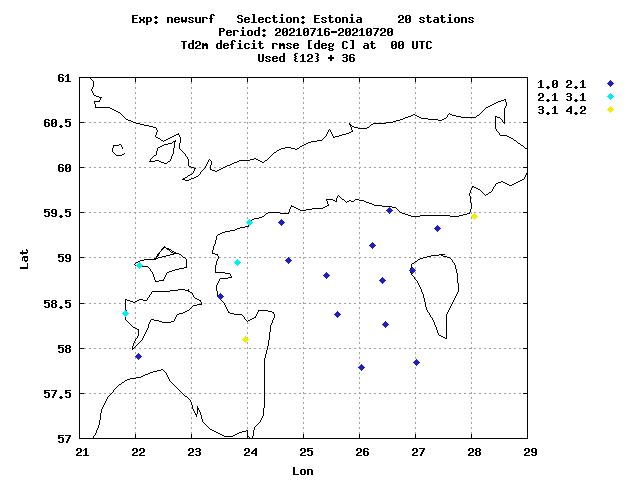 Exp: newsurf   Selection: Estonia     20 stations
Period: 20210716-20210720
Td2m deficit rmse [deg C] at  00 UTC
Used {12} + 36
1.0 2.1
2.1 3.1
3.1 4.2
61
60.5
60
59.5
59
58.5
58
57.5
57
Lat
21 22 23 24 25 26 27 28 29
Lon